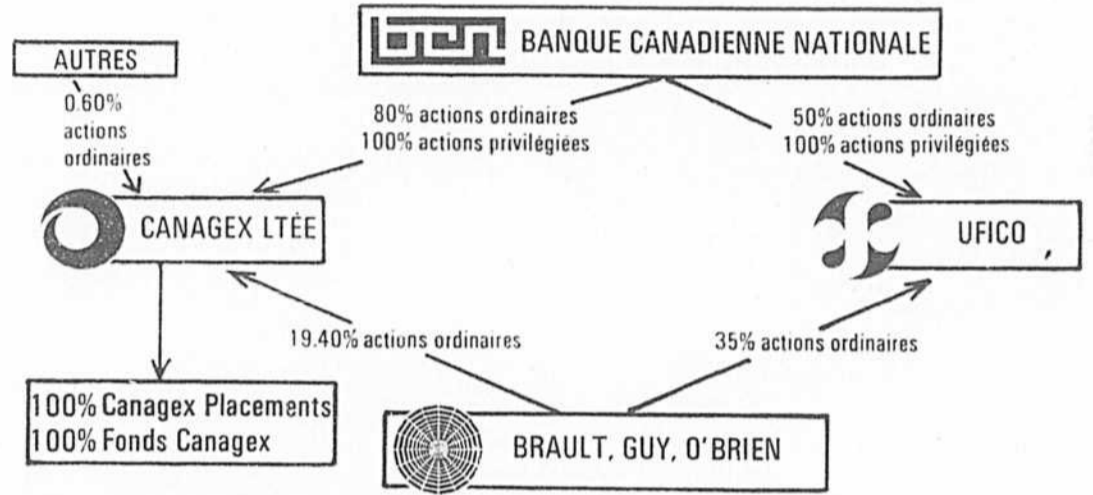 bcn BANQUE CANADIENNE NATIONALE
AUTRES
0.60%
actions
ordinaires
80% actions ordinaires
100% actions privilégiées
50% actions ordinaires
100% actions privilégiées
CANAGEX LTÉE
UFICO
19.40% actions ordinaires
35% actions ordinaires
100% Canagex Placements
100% Fonds Canagex
BRAULT, GUY, O'BRIEN